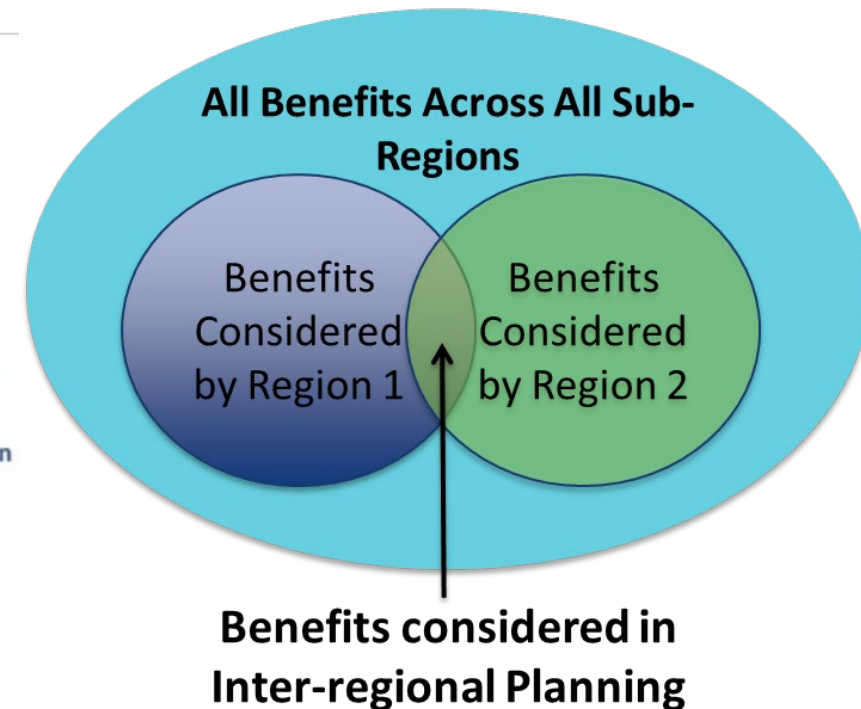 All Benefits Across All Sub-
Regions
Benefits
Considered
by Region 1
Benefits
Considered
by Region 2
n
Benefits considered in
Inter-regional Planning